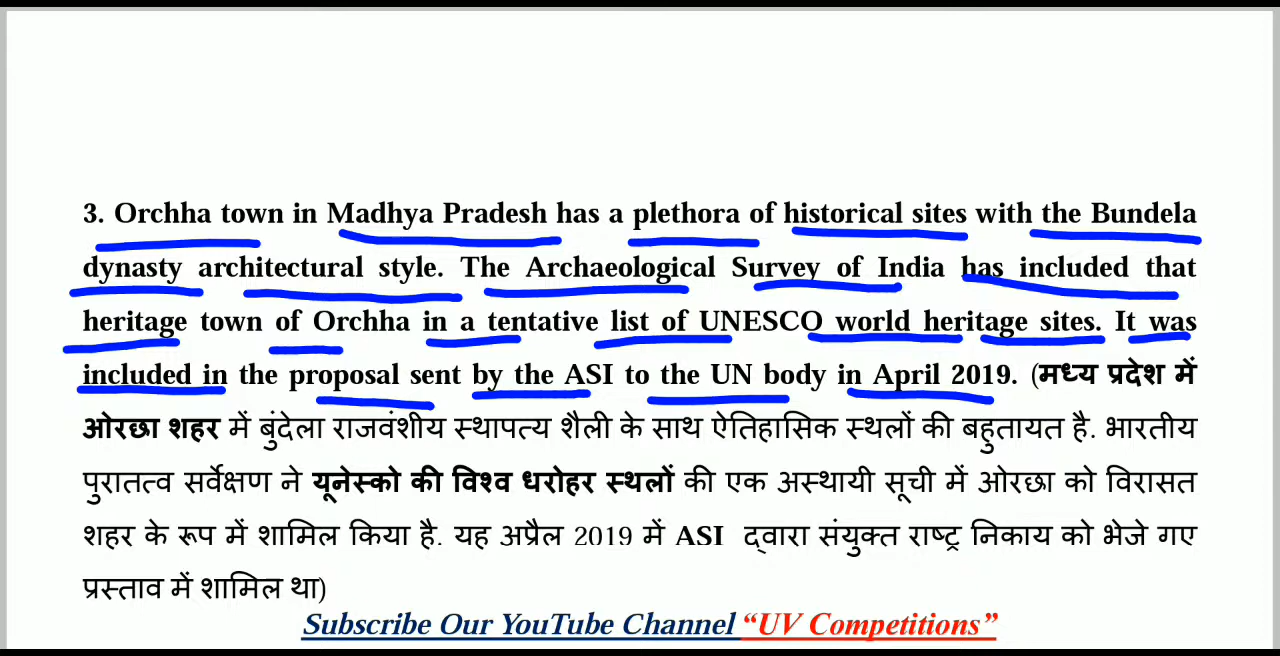 3. Orchha town in Madhya Pradesh has a plethora of historical sites with the Bundela
dynasty architectural style. The Archaeological Survey of India has included that
heritage town of Orchha in a tentative list of UNESCO world heritage sites. It was
included in the proposal sent by the ASI to the UN body in April 2019. (मध्य प्रदेश में
ओरछा शहर में बुंदेला राजवंशीय स्थापत्य शैली के साथ ऐतिहासिक स्थलों की बहुतायत है. भारतीय
पुरातत्व सर्वेक्षण ने यूनेस्को की विश्व धरोहर स्थलों की एक अस्थायी सूची में ओरछा को विरासत
शहर के रूप में शामिल किया है. यह अप्रैल 2019 में ASI द्वारा संयुक्त राष्ट्र निकाय को भेजे गए
प्रस्ताव में शामिल था)
Subscribe Our YouTube Channel “UV Competitions”